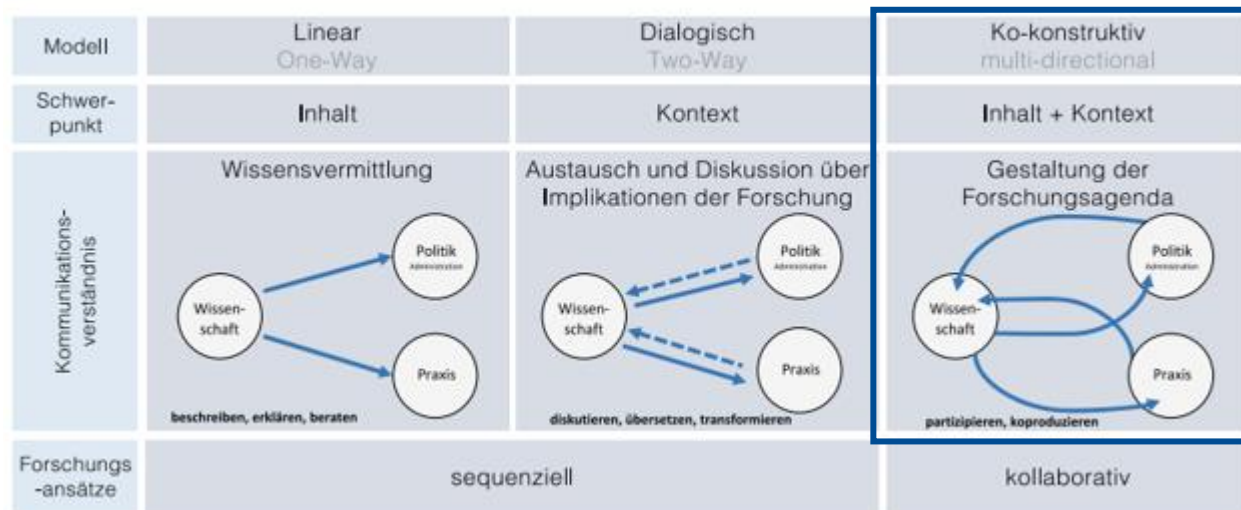 Modell
Linear
One-Way
Dialogisch
Two-Way
Ko-konstruktiv
multi-directional
Schwer-
punkt
Inhalt
Kontext
Inhalt + Kontext
Kommunikations-
verständnis
Wissensvermittlung
Politik
Administration
Wissen-
schaft
Praxis
beschreiben, erklären, beraten
Austausch und Diskussion über
Implikationen der Forschung
Politik
Administration
Wissen-
schaft
Praxis
diskutieren, übersetzen, transformieren
Gestaltung der
Forschungsagenda
Politik
Administration
Wissen-
schaft
Praxis
partizipieren, koproduzieren
Forschungs
-ansätze
sequenziell
kollaborativ